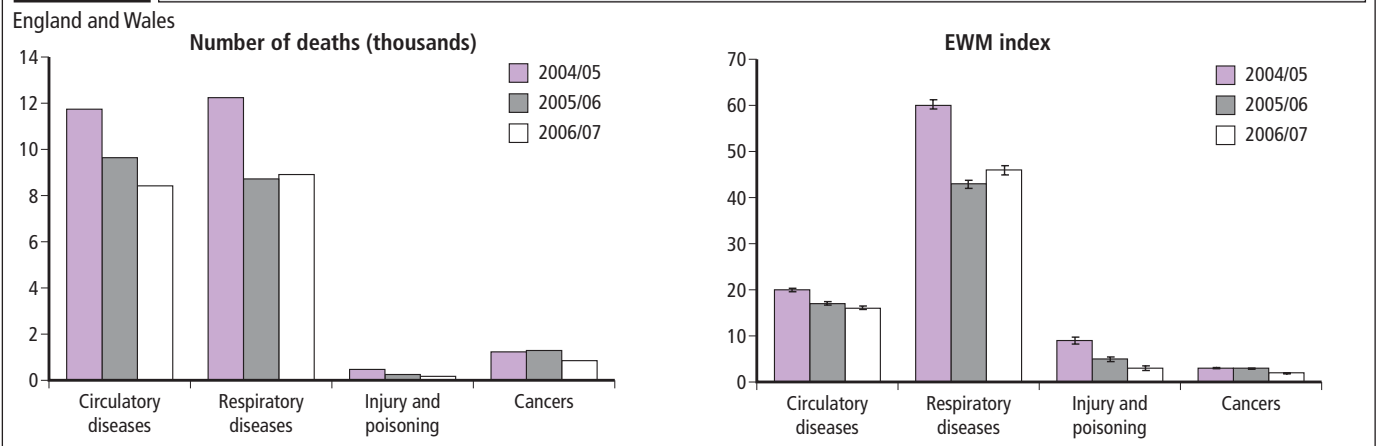 England and Wales
Number of deaths (thousands)
14
12
10
8
6
4
2
0
2004/05
2005/06
2006/07
Circulatory
diseases
Respiratory
diseases
Injury and
poisoning
Cancers
EWM index
70
60
50
40
30
20
10
0
2004/05
2005/06
2006/07
Circulatory
diseases
Respiratory
diseases
Injury and
poisoning
Cancers